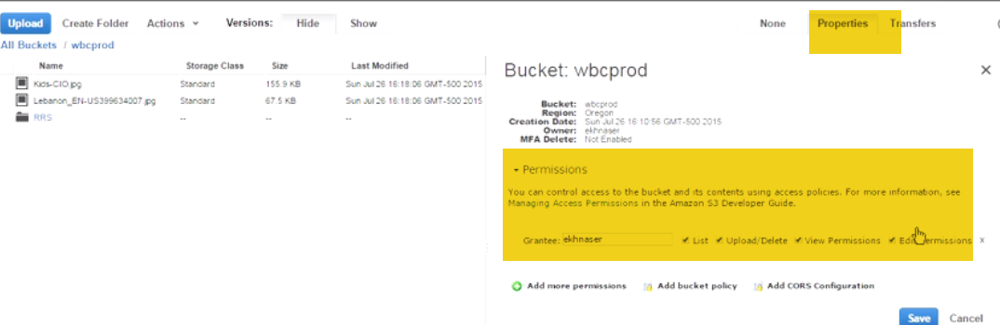 Upload Create Folder Actions Versions: Hide Show None Properties Transfers
All Buckets / wbcprod
Name Storage Class Size Last Modified
Kids-CIO.jpg Standard 155.9 KB Sun Jul 26 16:18:06 GMT-500 2015
Lebanon_EN-US399634007.jpg Standard 67.5 KB Sun Jul 26 16:18:06 GMT-500 2015
RRS -- -- --
Bucket: wbcprod
Bucket: wbcprod
Region: Oregon
Creation Date: Sun Jul 26 16:10:56 GMT-500 2015
Owner: ekhnaser
MFA Delete: Not Enabled
Permissions
You can control access to the bucket and its contents using access policies. For more information, see
Managing Access Permissions in the Amazon S3 Developer Guide.
Grantee: ekhnaser List Upload/Delete View Permissions Edit Permissions x
Add more permissions Add bucket policy Add CORS Configuration
Save Cancel